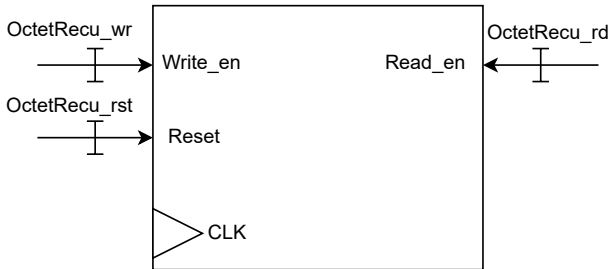 OctetRecu_wr
OctetRecu_rd
Write_en
Read_en
OctetRecu_rst
Reset
CLK